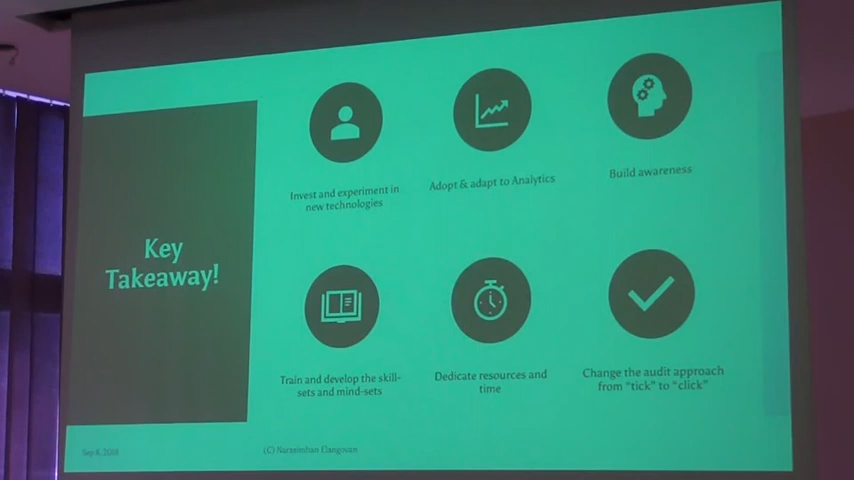 Key
Takeaway!
Invest and experiment in
new technologies
Adopt & adapt to Analytics
Build awareness
Train and develop the skill-
sets and mind-sets
Dedicate resources and
time
Change the audit approach
from “tick” to “click”
Sep 8, 2018
(C) Narasimhan Elangovan